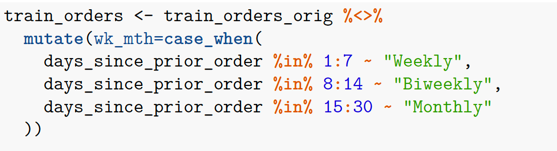 train_orders <- train_orders_orig %<>%
  mutate(wk_mth=case_when(
    days_since_prior_order %in% 1:7 ~ "Weekly",
    days_since_prior_order %in% 8:14 ~ "Biweekly",
    days_since_prior_order %in% 15:30 ~ "Monthly"
  ))